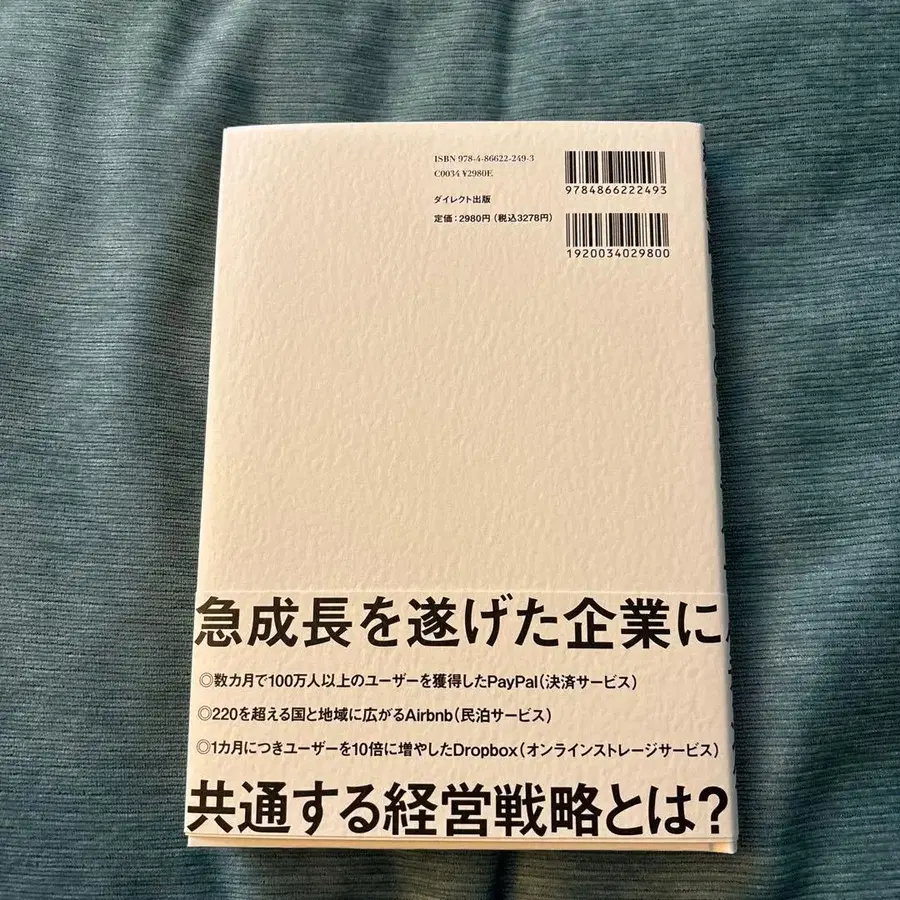 ISBN 978-4-86622-249-3
C0034 ¥2980E
ダイレクト出版
定価：2980円（税込3278円）
9784866222493
1920034029800
急成長を遂げた企業に
◎数カ月で100万人以上のユーザーを獲得したPayPal（決済サービス）
◎220を超える国と地域に広がるAirbnb（民泊サービス）
◎1カ月につきユーザーを10倍に増やしたDropbox（オンラインストレージサービス）
共通する経営戦略とは？